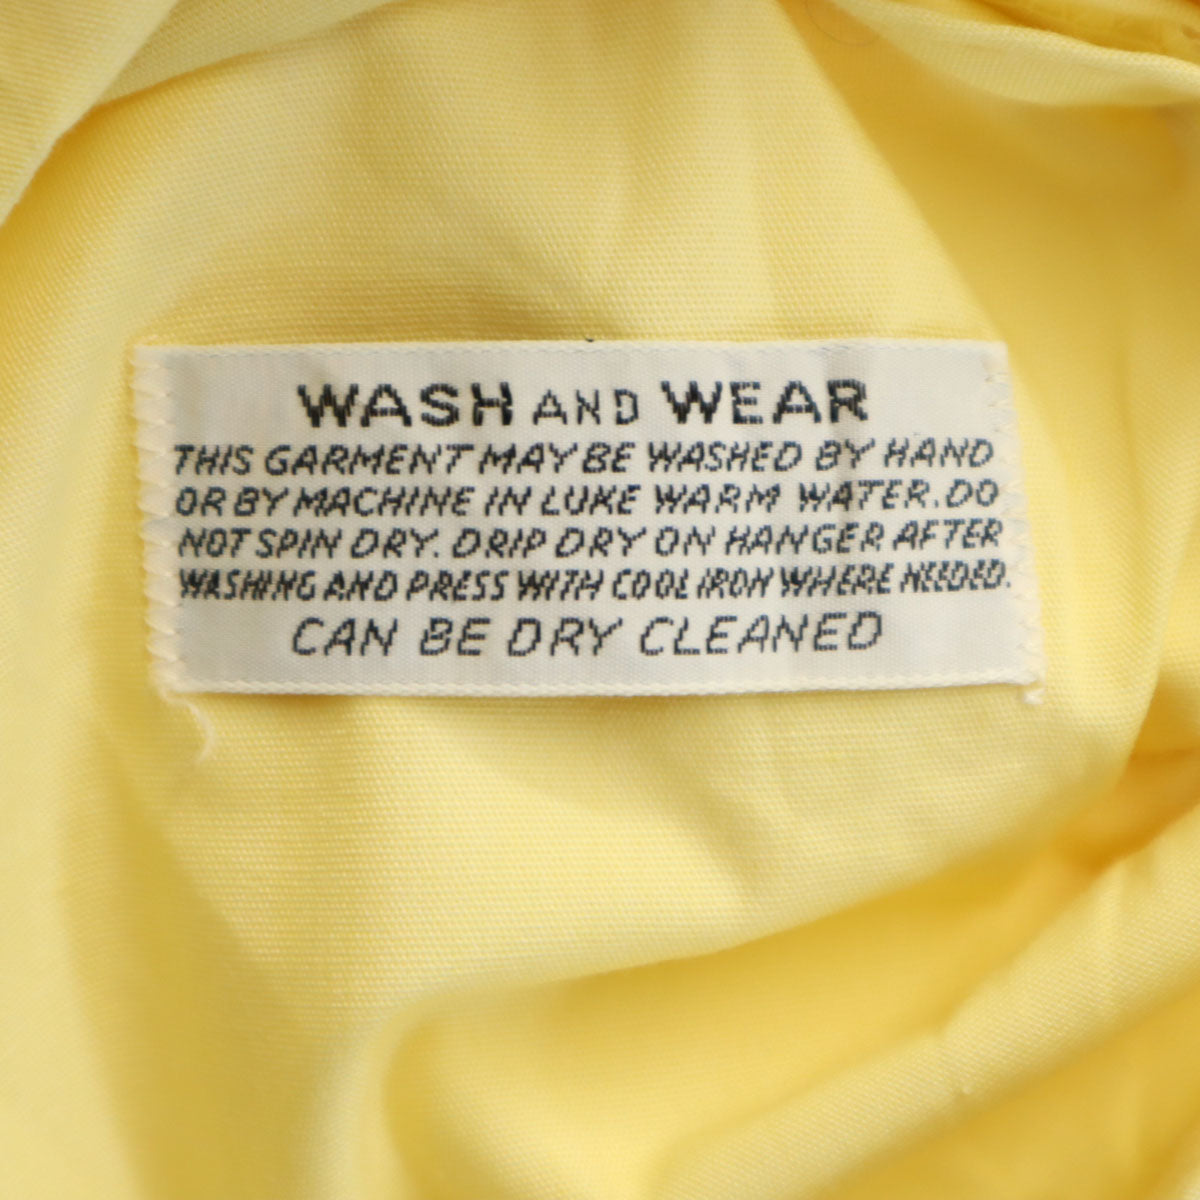 WASH AND WEAR
THIS GARMENT MAY BE WASHED BY HAND
OR BY MACHINE IN LUKE WARM WATER. DO
NOT SPIN DRY. DRIP DRY ON HANGER AFTER
WASHING AND PRESS WITH COOL IRON WHERE NEEDED.
CAN BE DRY CLEANED